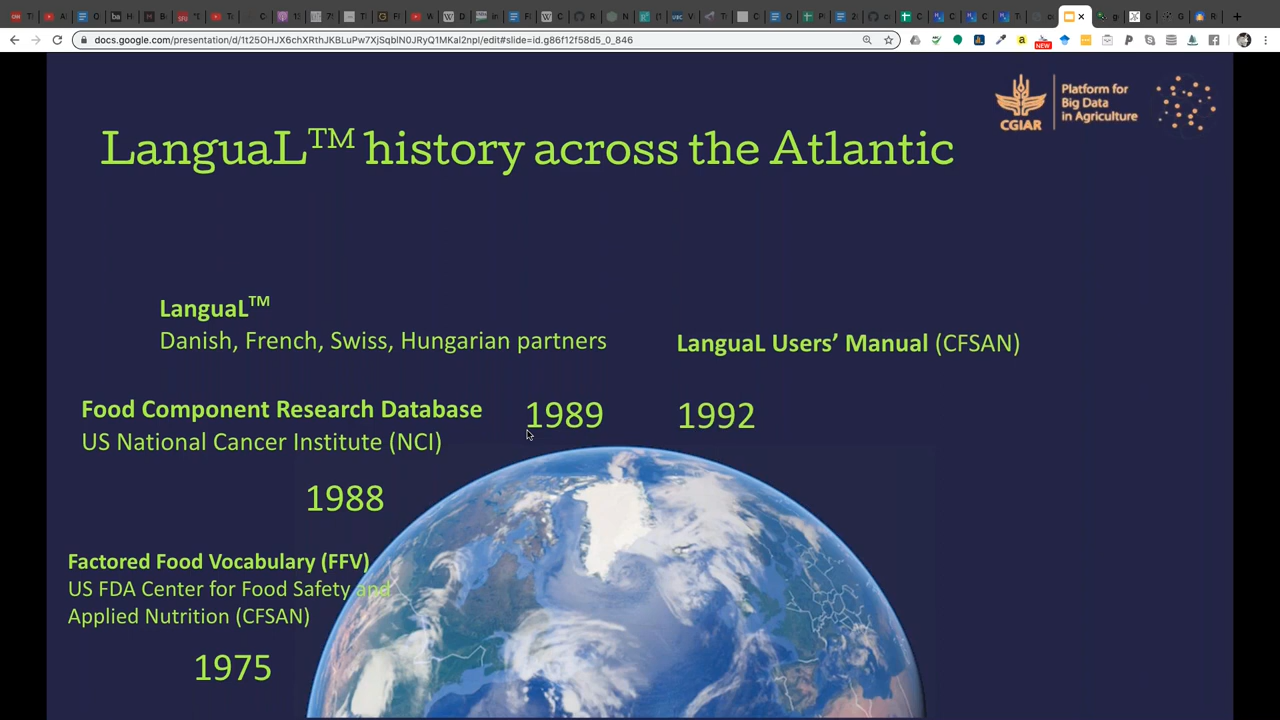 docs.google.com/presentation/d/1t25OHJX6chXRthJKBLuPw7XjSqblN0JRyQ1MKal2npI/edit#slide=id.g86f12f58d5_0_846
NEW
CGIAR
Platform for
Big Data
in Agriculture
LanguaL™ history across the Atlantic
LanguaL™
Danish, French, Swiss, Hungarian partners
LanguaL Users’ Manual (CFSAN)
Food Component Research Database
US National Cancer Institute (NCI)
1989
1992
1988
Factored Food Vocabulary (FFV)
US FDA Center for Food Safety and
Applied Nutrition (CFSAN)
1975